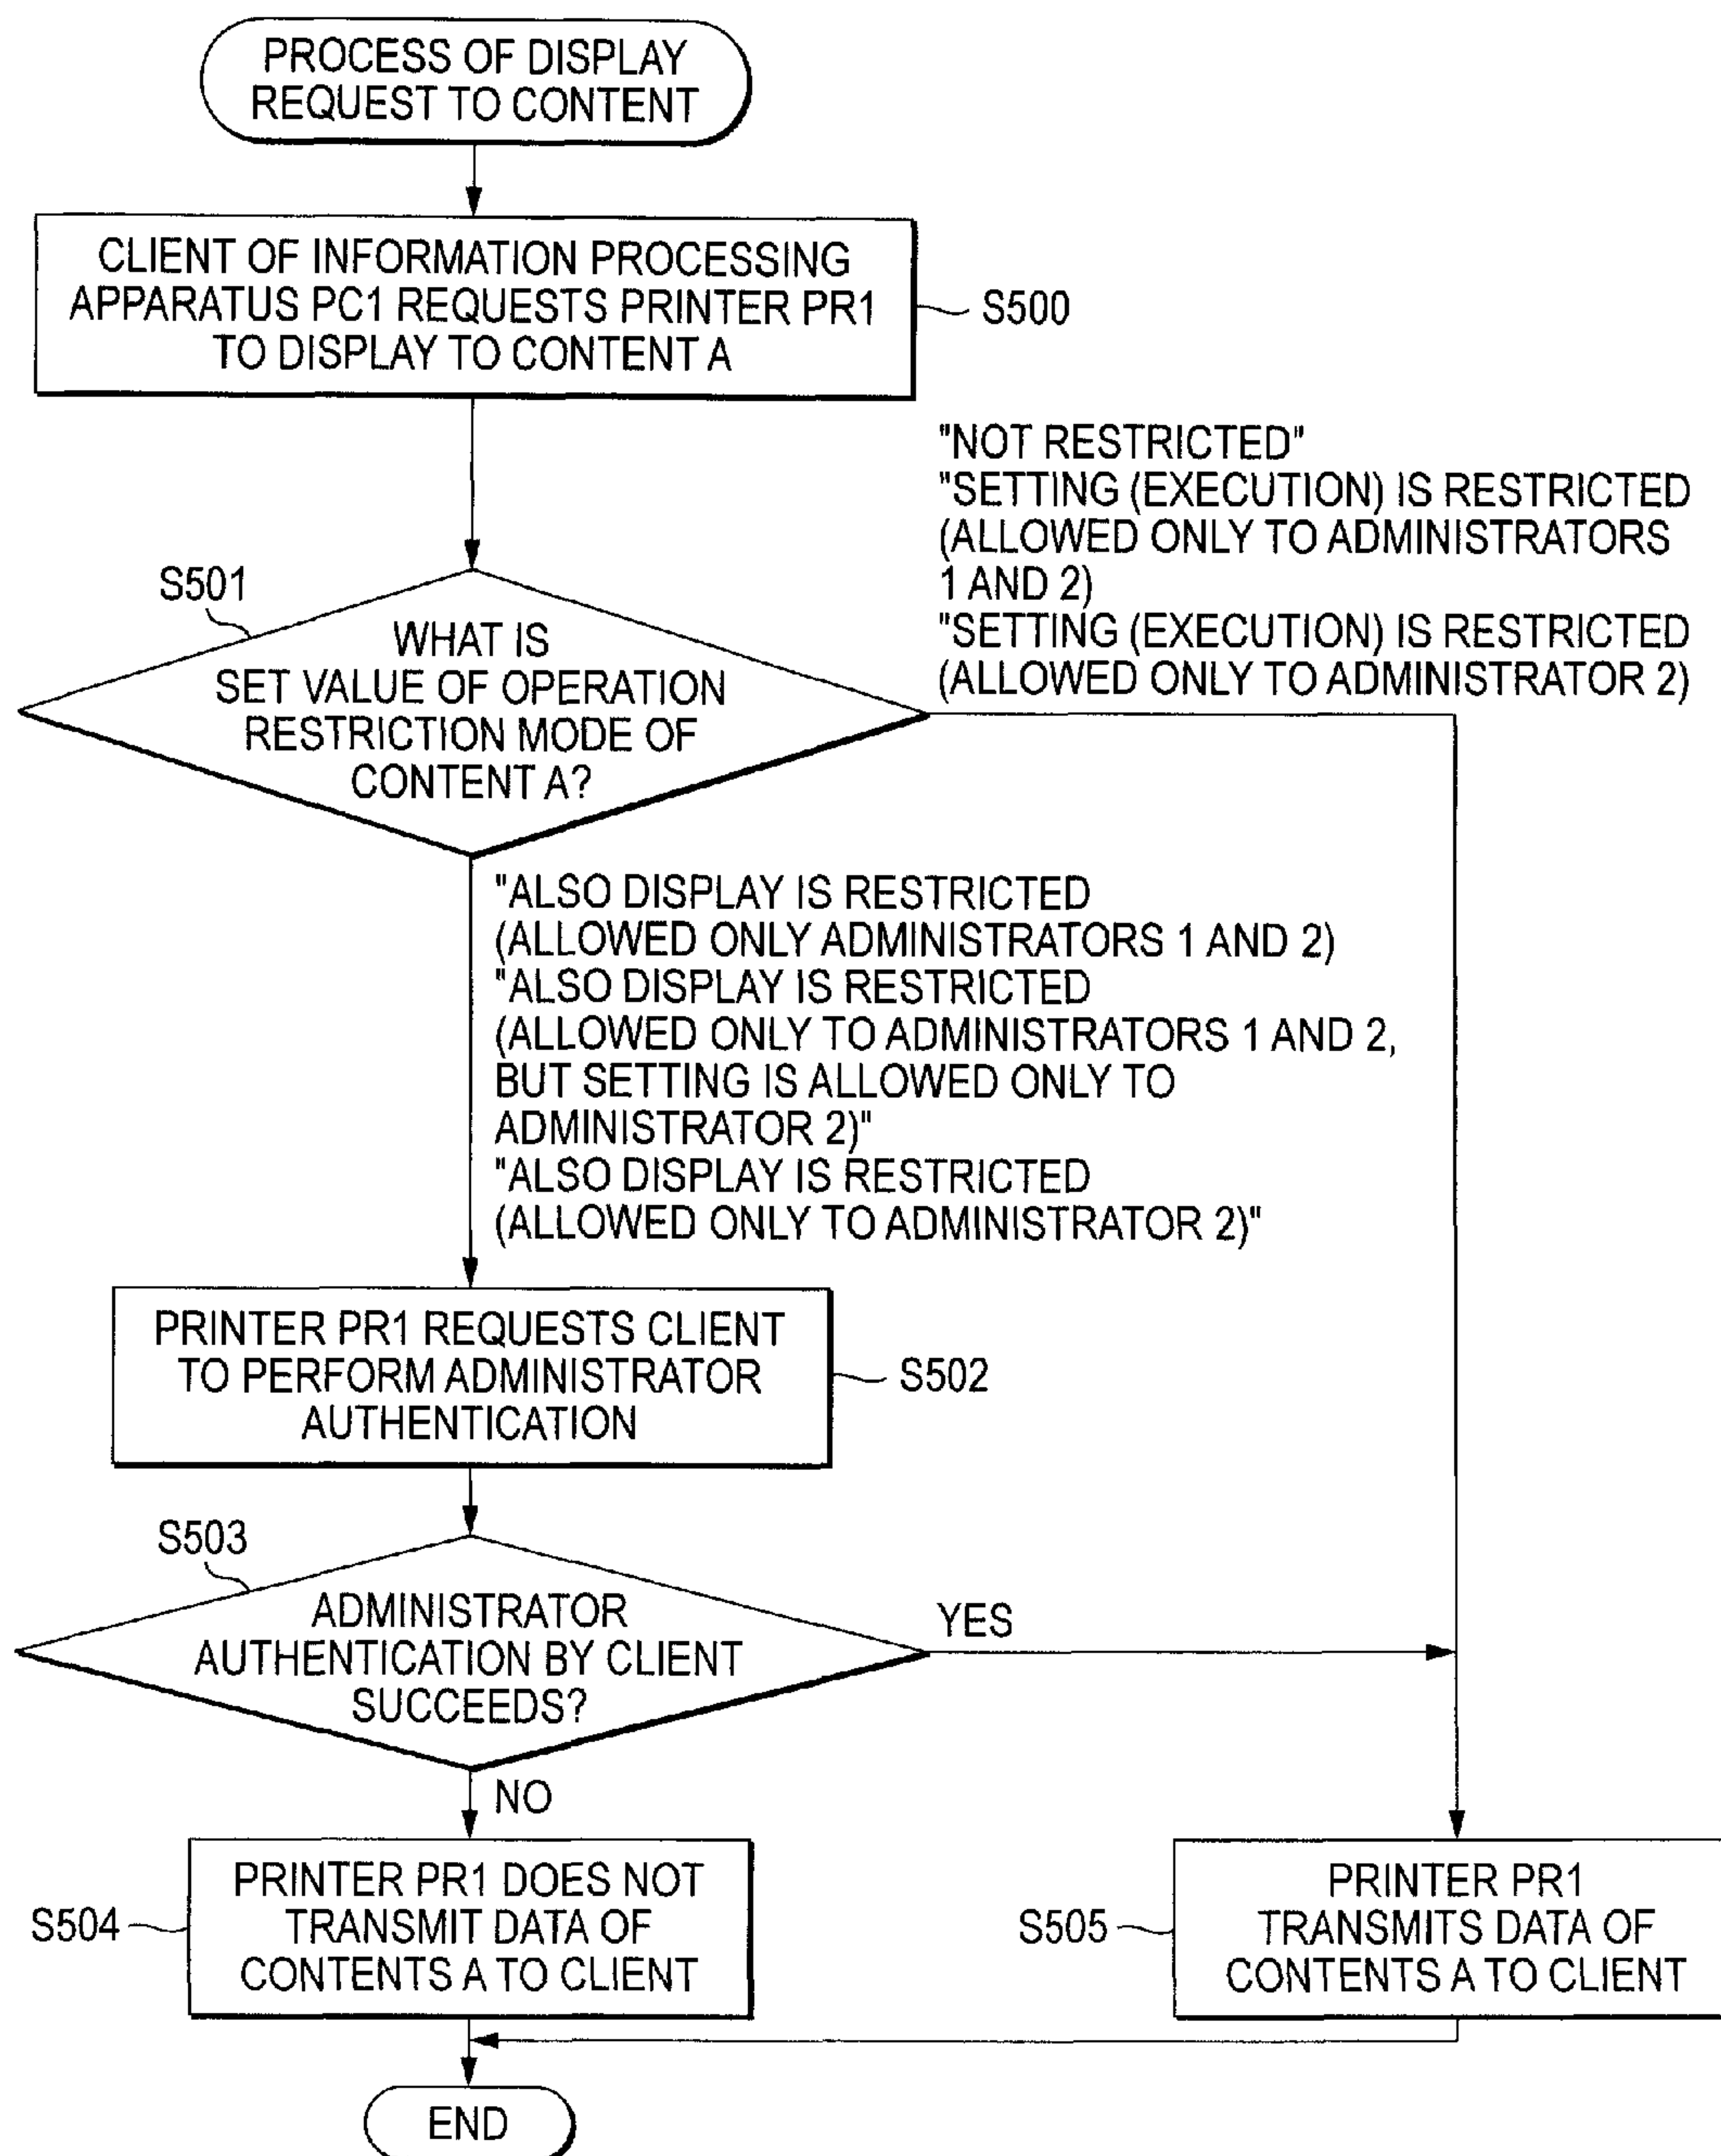 PROCESS OF DISPLAY
REQUEST TO CONTENT
CLIENT OF INFORMATION PROCESSING
APPARATUS PC1 REQUESTS PRINTER PR1
TO DISPLAY TO CONTENT A
S500
"NOT RESTRICTED"
"SETTING (EXECUTION) IS RESTRICTED
(ALLOWED ONLY TO ADMINISTRATORS
1 AND 2)
"SETTING (EXECUTION) IS RESTRICTED
(ALLOWED ONLY TO ADMINISTRATOR 2)
S501
WHAT IS
SET VALUE OF OPERATION
RESTRICTION MODE OF
CONTENT A?
"ALSO DISPLAY IS RESTRICTED
(ALLOWED ONLY ADMINISTRATORS 1 AND 2)
"ALSO DISPLAY IS RESTRICTED
(ALLOWED ONLY TO ADMINISTRATORS 1 AND 2,
BUT SETTING IS ALLOWED ONLY TO
ADMINISTRATOR 2)"
"ALSO DISPLAY IS RESTRICTED
(ALLOWED ONLY TO ADMINISTRATOR 2)"
PRINTER PR1 REQUESTS CLIENT
TO PERFORM ADMINISTRATOR
AUTHENTICATION
S502
S503
ADMINISTRATOR
AUTHENTICATION BY CLIENT
SUCCEEDS?
YES
NO
S504
PRINTER PR1 DOES NOT
TRANSMIT DATA OF
CONTENTS A TO CLIENT
S505
PRINTER PR1
TRANSMITS DATA OF
CONTENTS A TO CLIENT
END